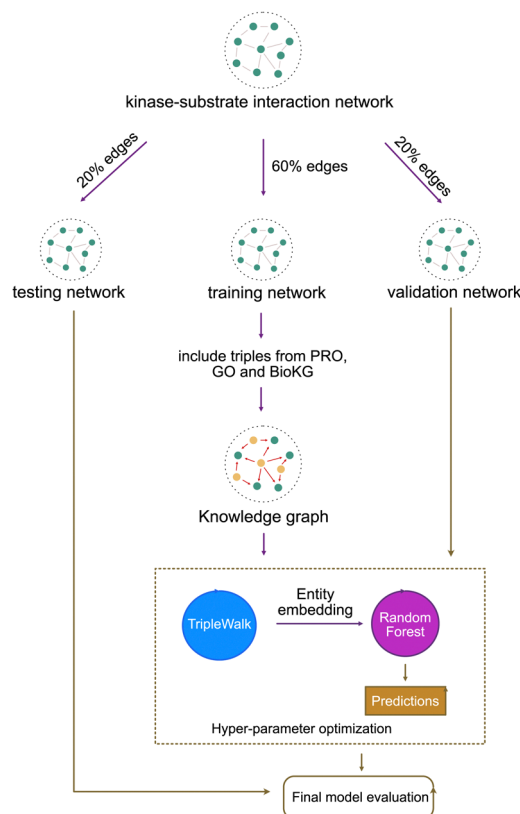 kinase-substrate interaction network
20% edges
60% edges
20% edges
testing network
training network
validation network
include triples from PRO,
GO and BioKG
Knowledge graph
TripleWalk
Entity
embedding
Random
Forest
Predictions
Hyper-parameter optimization
Final model evaluation